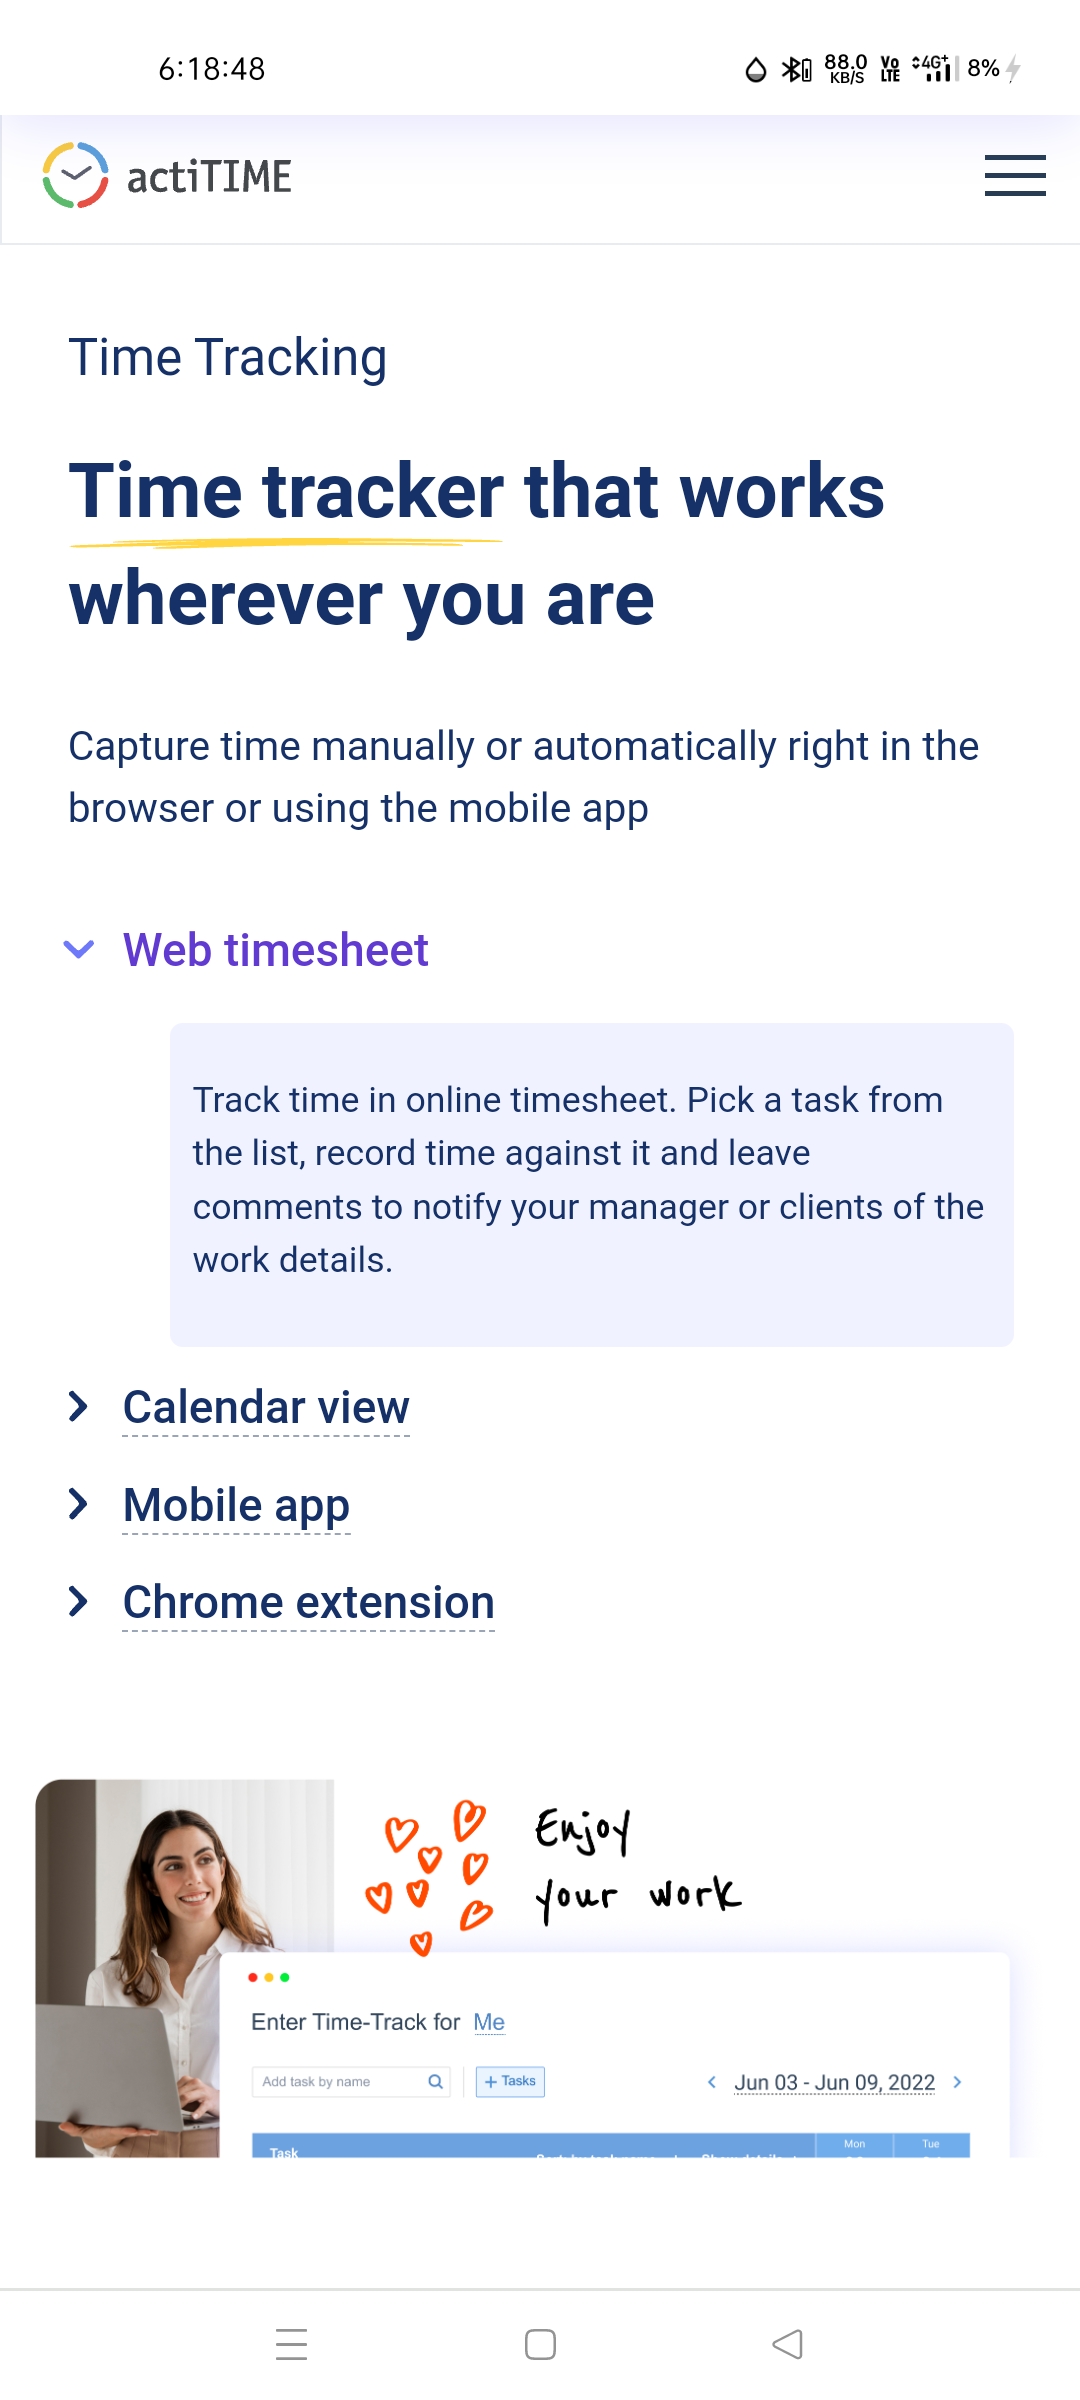 6:18:48
88.0 KB/S Vo LTE 4G+ 8%
actiTIME
Time Tracking
Time tracker that works
wherever you are
Capture time manually or automatically right in the
browser or using the mobile app
Web timesheet
Track time in online timesheet. Pick a task from
the list, record time against it and leave
comments to notify your manager or clients of the
work details.
Calendar view
Mobile app
Chrome extension
Enjoy
your work
Enter Time-Track for Me
Add task by name
+ Tasks
Jun 03 - Jun 09, 2022
Task
Mon Tue